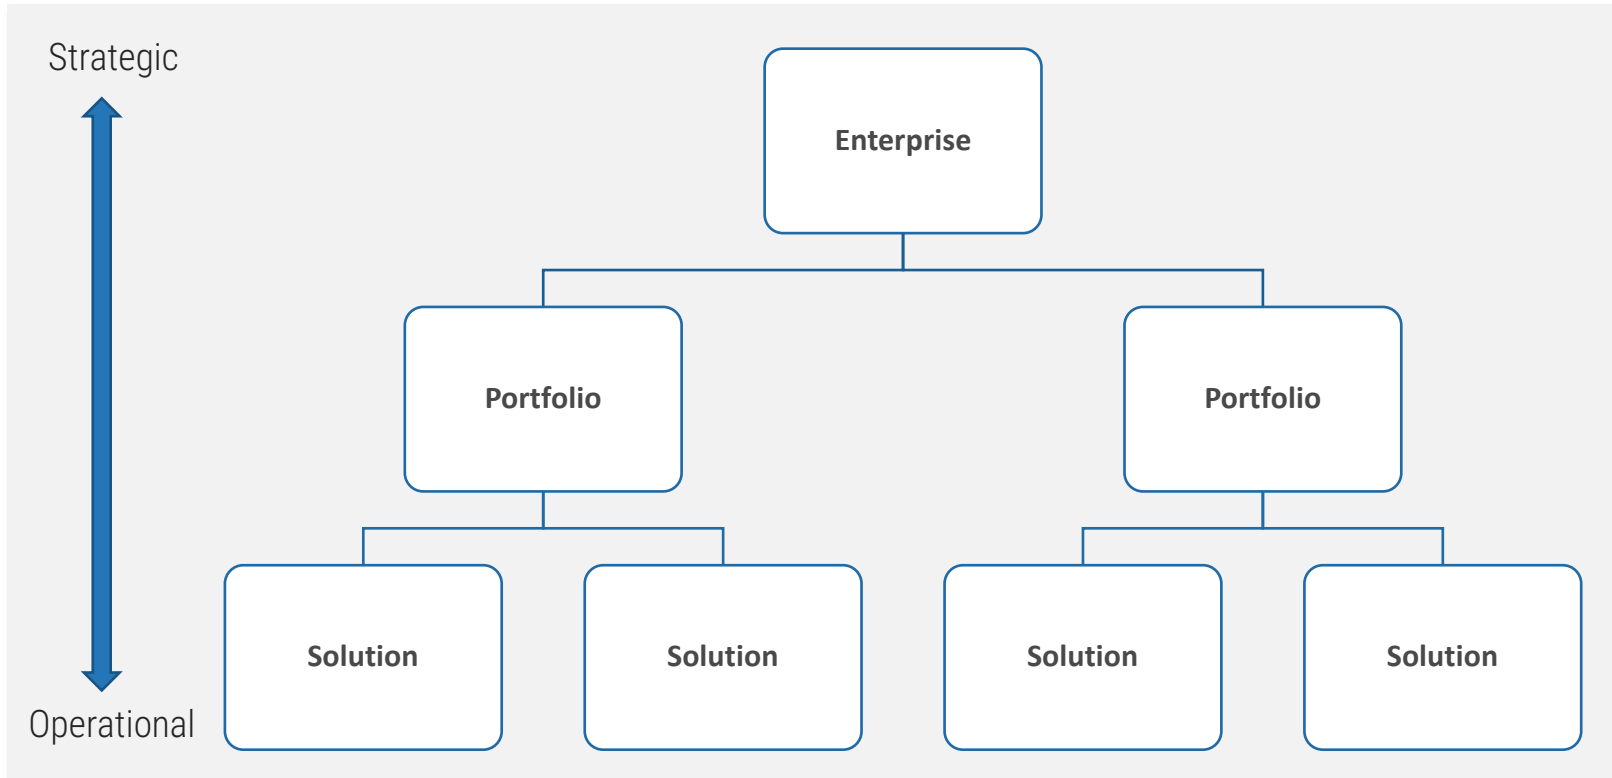 Strategic
Enterprise
Portfolio
Portfolio
Solution
Solution
Solution
Solution
Operational